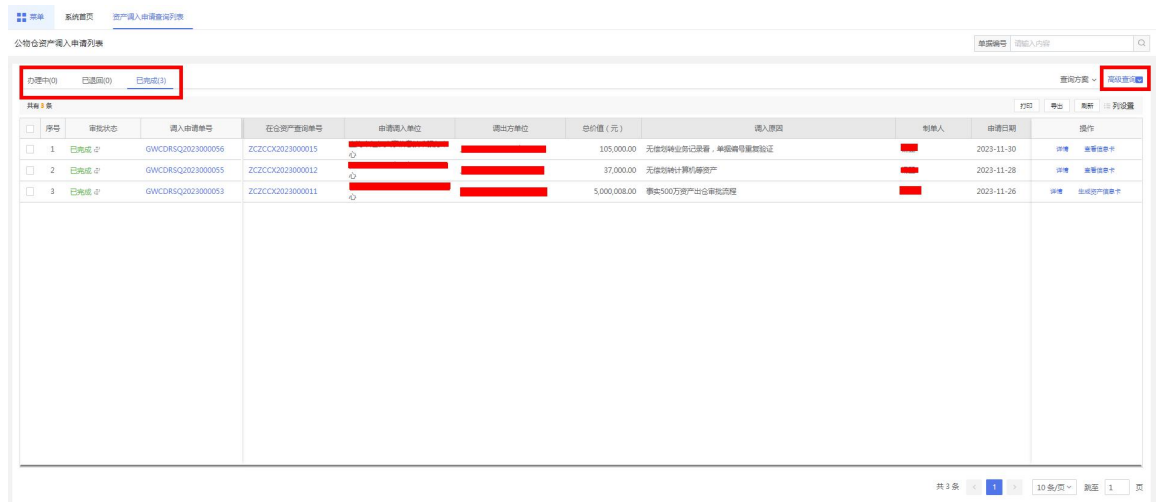 菜单 系统首页 资产调入申请查询列表
公物仓资产调入申请列表 单据编号 请输入内容
办理中(0) 已退回(0) 已完成(3) 查询方案 高级查询
共有 3 条 打印 导出 刷新 列设置
序号 审批状态 调入申请单号 在仓资产查询单号 申请调入单位 调出方单位 总价值（元） 调入原因 制单人 申请日期 操作
1 已完成 GWCDRSQ2023000056 ZCZCCX2023000015 心 105,000.00 无偿划转业务记录看，单据编号重复验证 2023-11-30 详情 查看信息卡
2 已完成 GWCDRSQ2023000055 ZCZCCX2023000012 心 37,000.00 无偿划转计算机等资产 2023-11-28 详情 查看信息卡
3 已完成 GWCDRSQ2023000053 ZCZCCX2023000011 心 5,000,008.00 事实500万资产出仓审批流程 2023-11-26 详情 生成资产信息卡
共 3 条 < 1 > 10 条/页 跳至 1 页